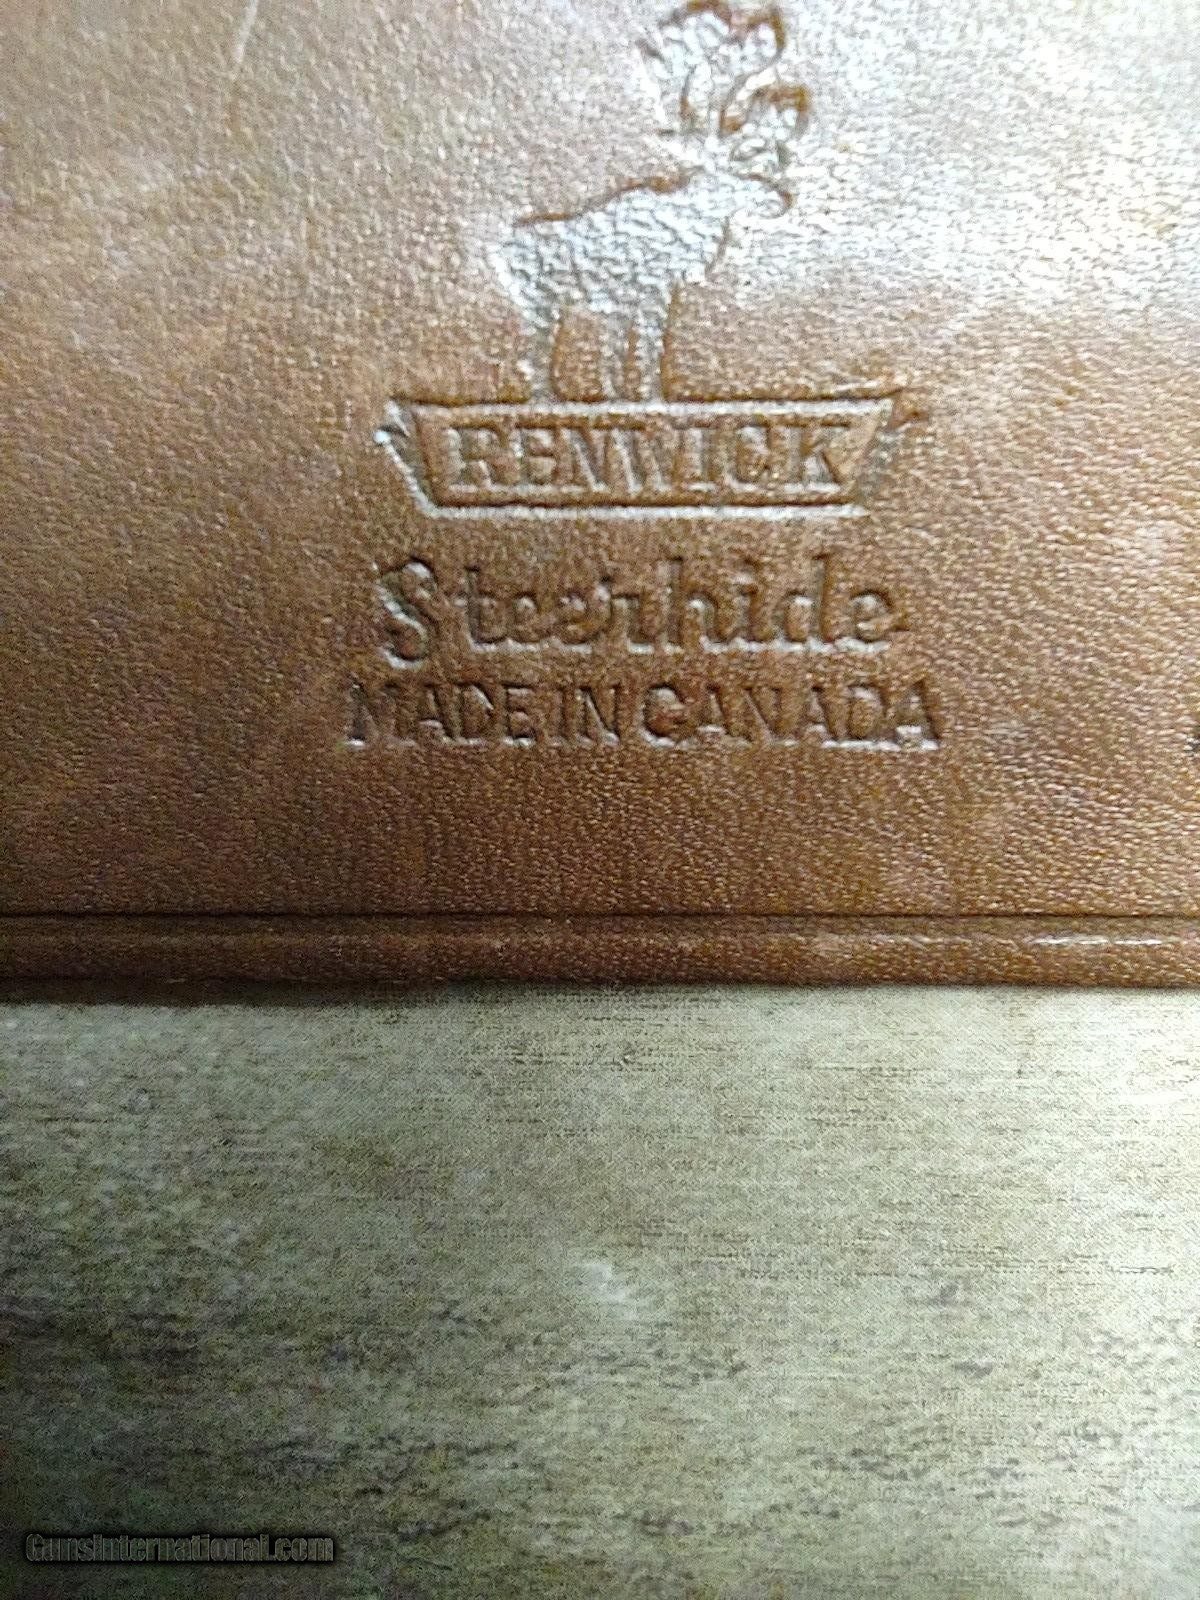 RENWICK
Steerhide
MADE IN CANADA
GunsInternational.com